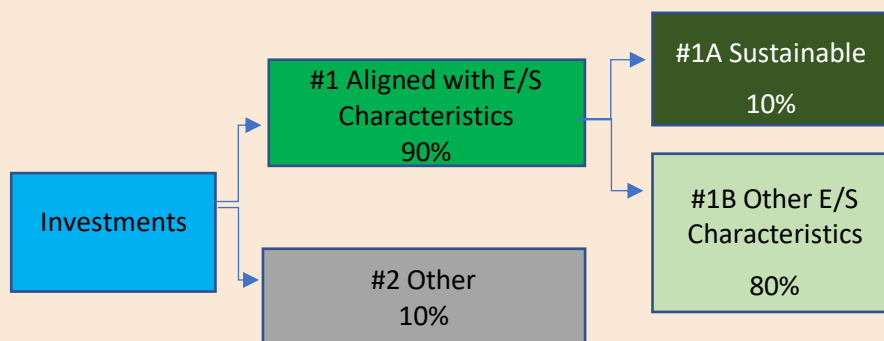 Investments
#1 Aligned with E/S
Characteristics
90%
#2 Other
10%
#1A Sustainable
10%
#1B Other E/S
Characteristics
80%